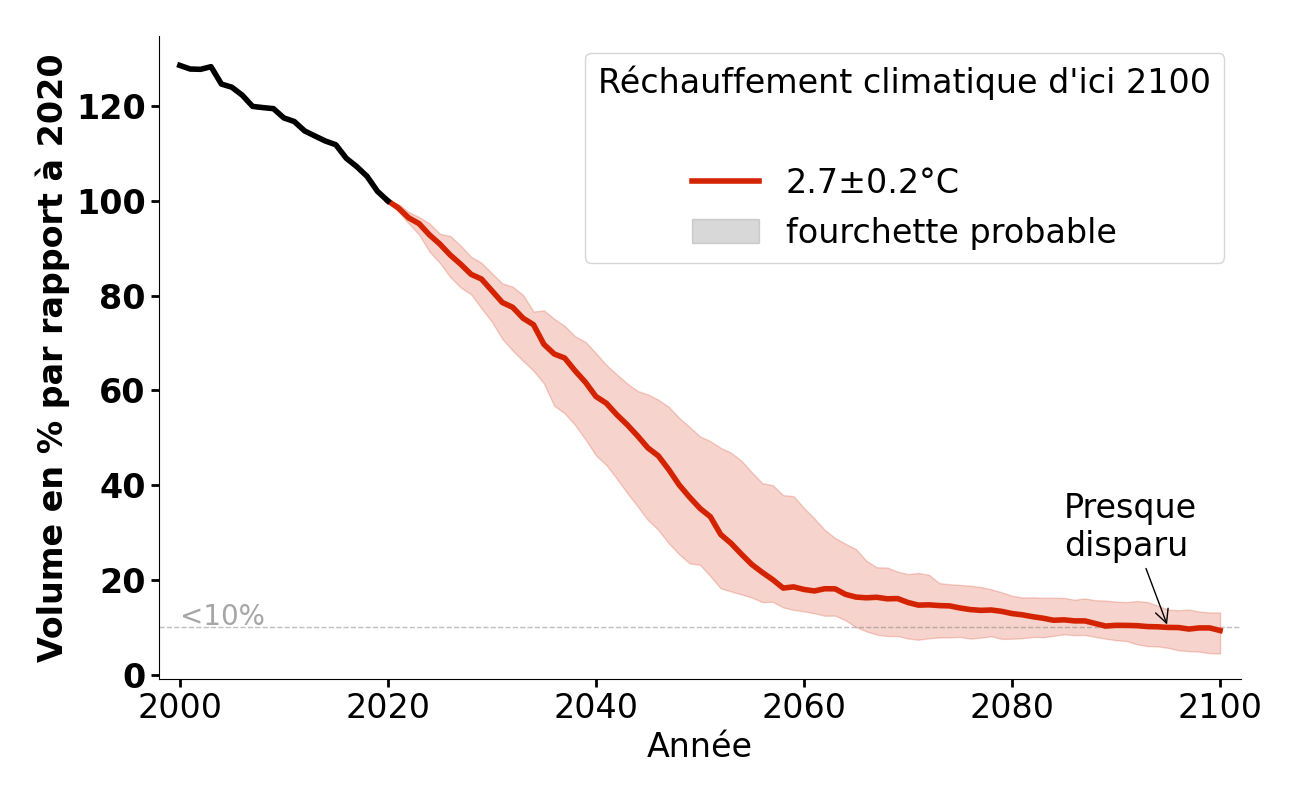 Volume en % par rapport à 2020
120
100
80
60
40
20
0
Réchauffement climatique d'ici 2100
2.7±0.2°C
fourchette probable
Presque
disparu
<10%
2000 2020 2040 2060 2080 2100
Année